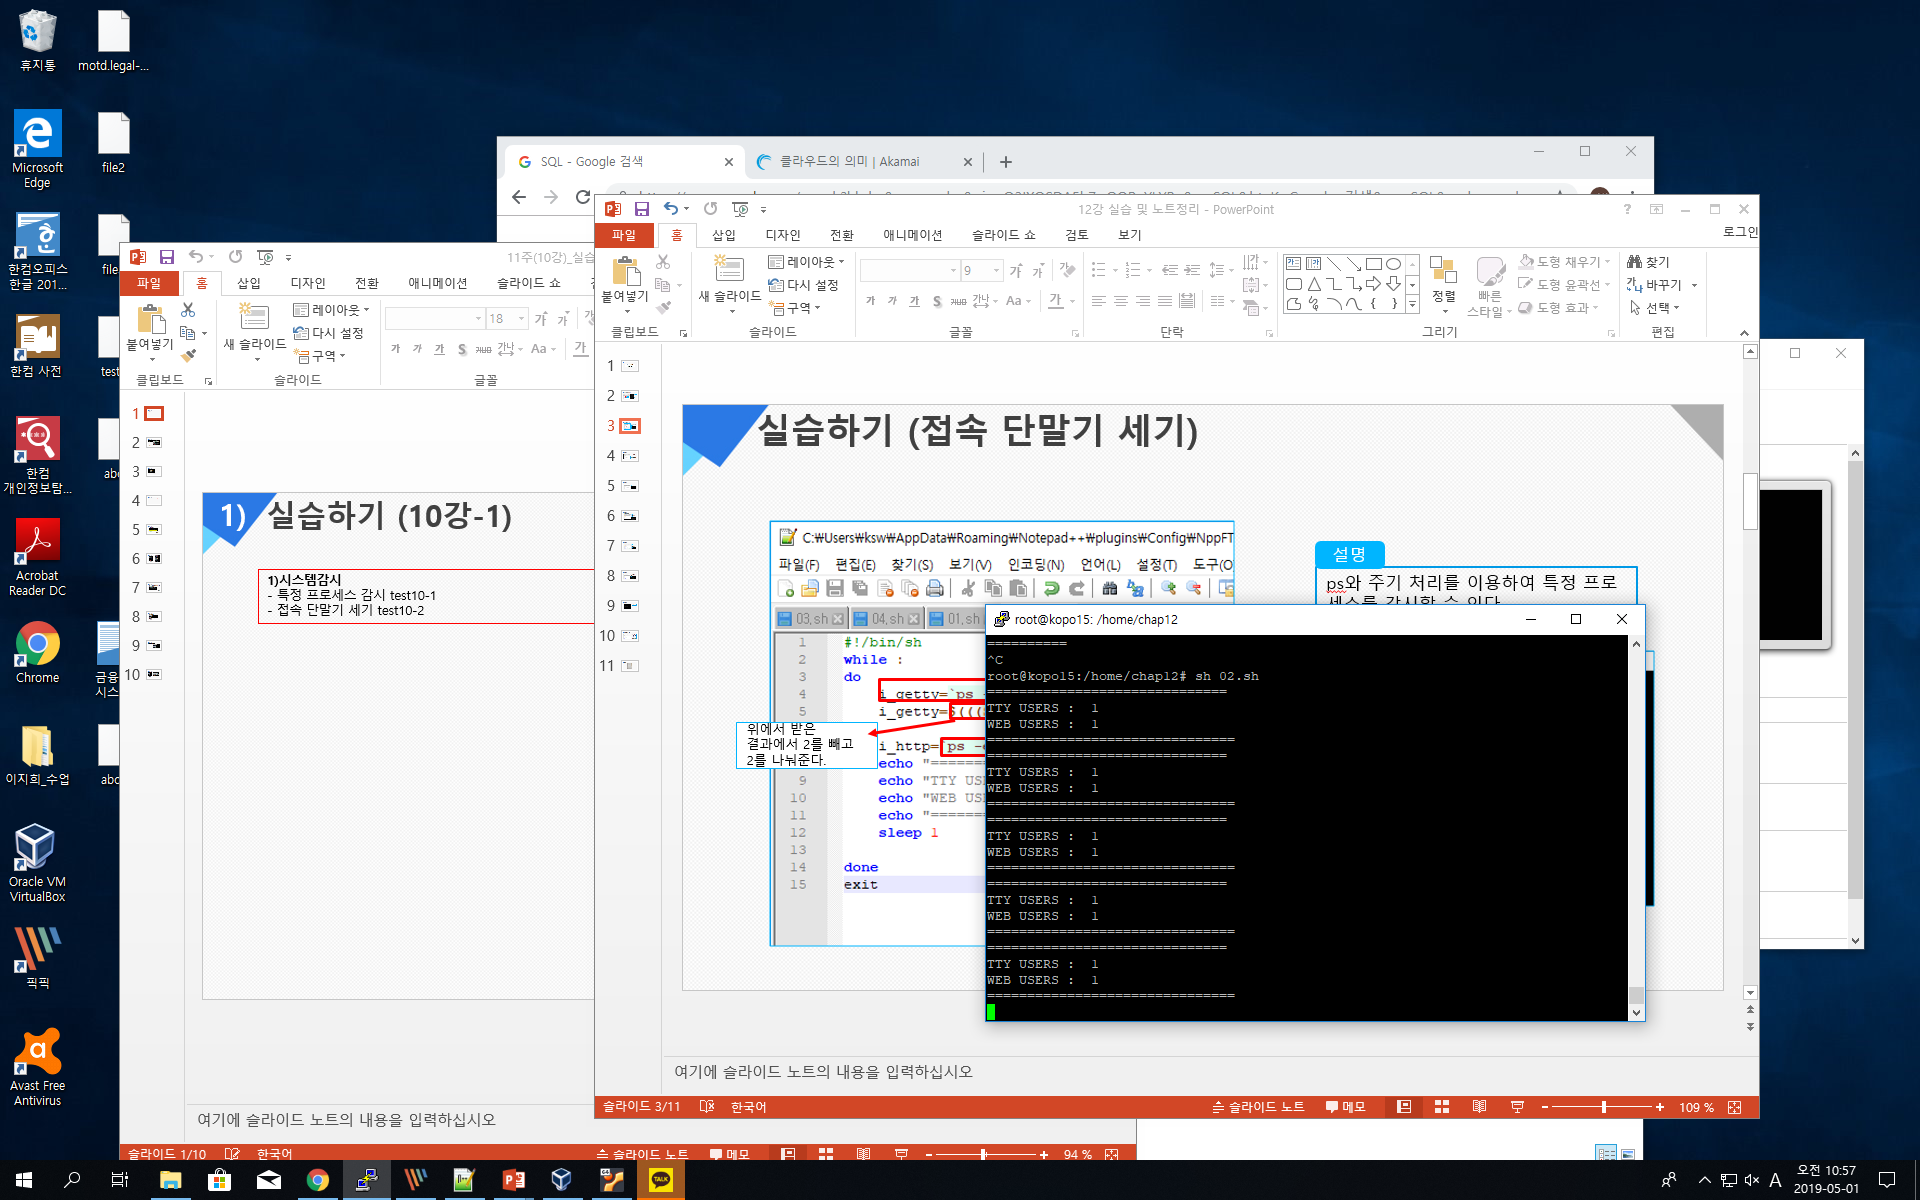 휴지통
motd.legal-...
Microsoft
Edge
file2
한컴오피스
한글 201...
file
한컴 사전
test
한컴
개인정보탐...
abc
Acrobat
Reader DC
Chrome
금융
시스
이지희_수업
abc
Oracle VM
VirtualBox
픽픽
Avast Free
Antivirus
SQL - Google 검색
클라우드의 의미 | Akamai
11주(10강)_실습
파일
홈
삽입
디자인
전환
애니메이션
슬라이드 쇼
붙여넣기
새 슬라이드
레이아웃
다시 설정
구역
18
클립보드
슬라이드
글꼴
1
2
3
4
5
6
7
8
9
10
1)
실습하기 (10강-1)
1)시스템감시
- 특정 프로세스 감시 test10-1
- 접속 단말기 세기 test10-2
여기에 슬라이드 노트의 내용을 입력하십시오
슬라이드 1/10
한국어
슬라이드 노트
메모
94 %
12강 실습 및 노트정리 - PowerPoint
파일
홈
삽입
디자인
전환
애니메이션
슬라이드 쇼
검토
보기
로그인
붙여넣기
새 슬라이드
레이아웃
다시 설정
구역
9
정렬
빠른
스타일
도형 채우기
도형 윤곽선
도형 효과
찾기
바꾸기
선택
클립보드
슬라이드
글꼴
단락
그리기
편집
1
2
3
4
5
6
7
8
9
10
11
실습하기 (접속 단말기 세기)
C:₩Users₩ksw₩AppData₩Roaming₩Notepad++₩plugins₩Config₩NppFT
파일(F) 편집(E) 찾기(S) 보기(V) 인코딩(N) 언어(L) 설정(T) 도구(O
03,sh
04,sh
01,sh
1 #!/bin/sh
2 while :
3 do
4 i_getty=`ps
5 i_getty=$(((
i_http=`ps -e
echo "=======
9 echo "TTY USE
10 echo "WEB USE
11 echo "=======
12 sleep 1
13
14 done
15 exit
위에서 받은
결과에서 2를 빼고
2를 나눠준다.
설명
ps와 주기 처리를 이용하여 특정 프로
세스를 감시할 수 있다
root@kopo15: /home/chap12
==========
^C
root@kopo15:/home/chap12# sh 02.sh
==============================
TTY USERS : 1
WEB USERS : 1
===============================
==============================
TTY USERS : 1
WEB USERS : 1
===============================
==============================
TTY USERS : 1
WEB USERS : 1
===============================
==============================
TTY USERS : 1
WEB USERS : 1
===============================
==============================
TTY USERS : 1
WEB USERS : 1
===============================
여기에 슬라이드 노트의 내용을 입력하십시오
슬라이드 3/11
한국어
슬라이드 노트
메모
109 %
TALK
A
오전 10:57
2019-05-01